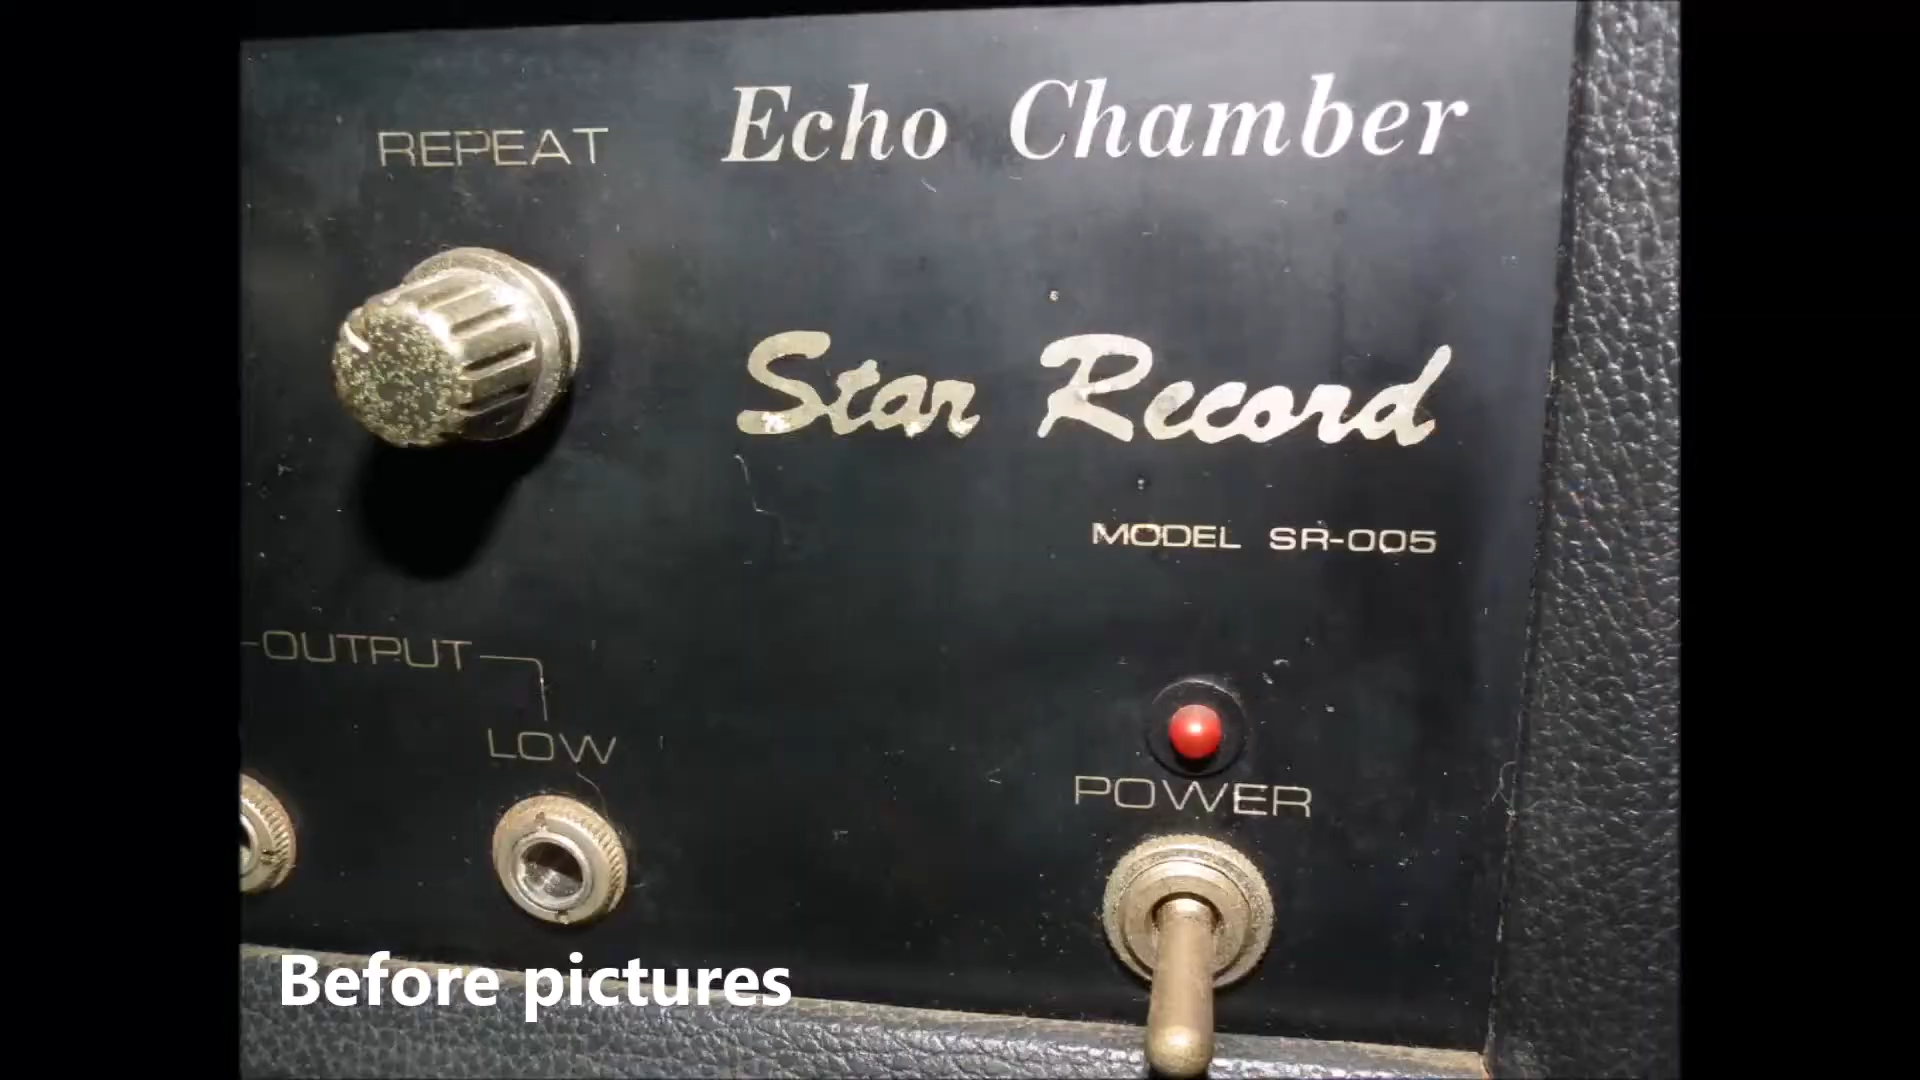 Echo Chamber
REPEAT
Star Record
MODEL SR-005
OUTPUT
LOW
POWER
Before pictures